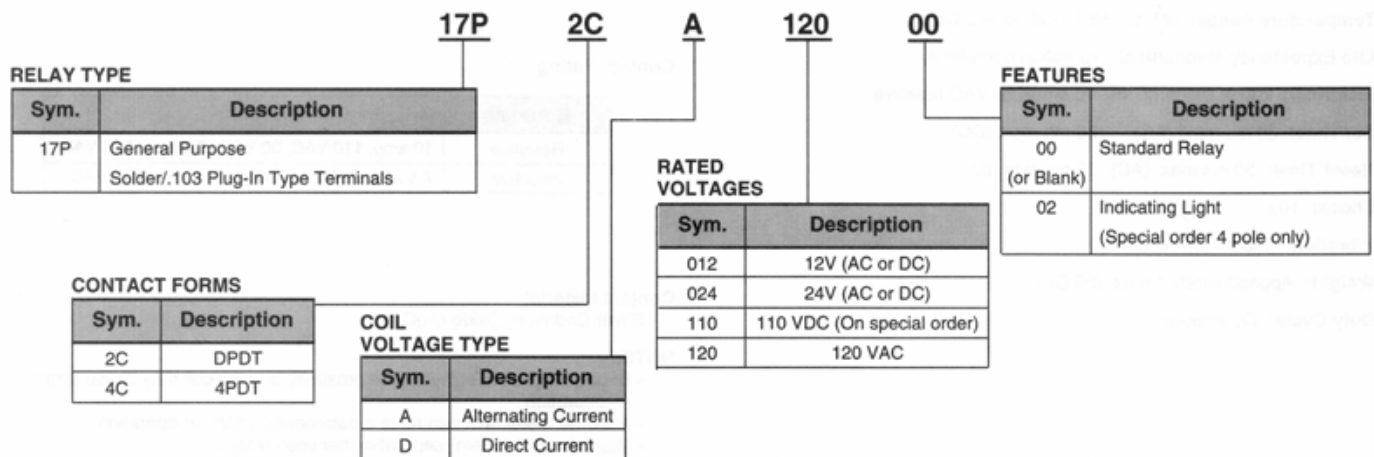 17P 2C A 120 00
RELAY TYPE
Sym. Description
17P General Purpose
Solder/.103 Plug-In Type Terminals
CONTACT FORMS
Sym. Description
2C DPDT
4C 4PDT
COIL
VOLTAGE TYPE
Sym. Description
A Alternating Current
D Direct Current
RATED
VOLTAGES
Sym. Description
012 12V (AC or DC)
024 24V (AC or DC)
110 110 VDC (On special order)
120 120 VAC
FEATURES
Sym. Description
00 Standard Relay
(or Blank)
02 Indicating Light
(Special order 4 pole only)